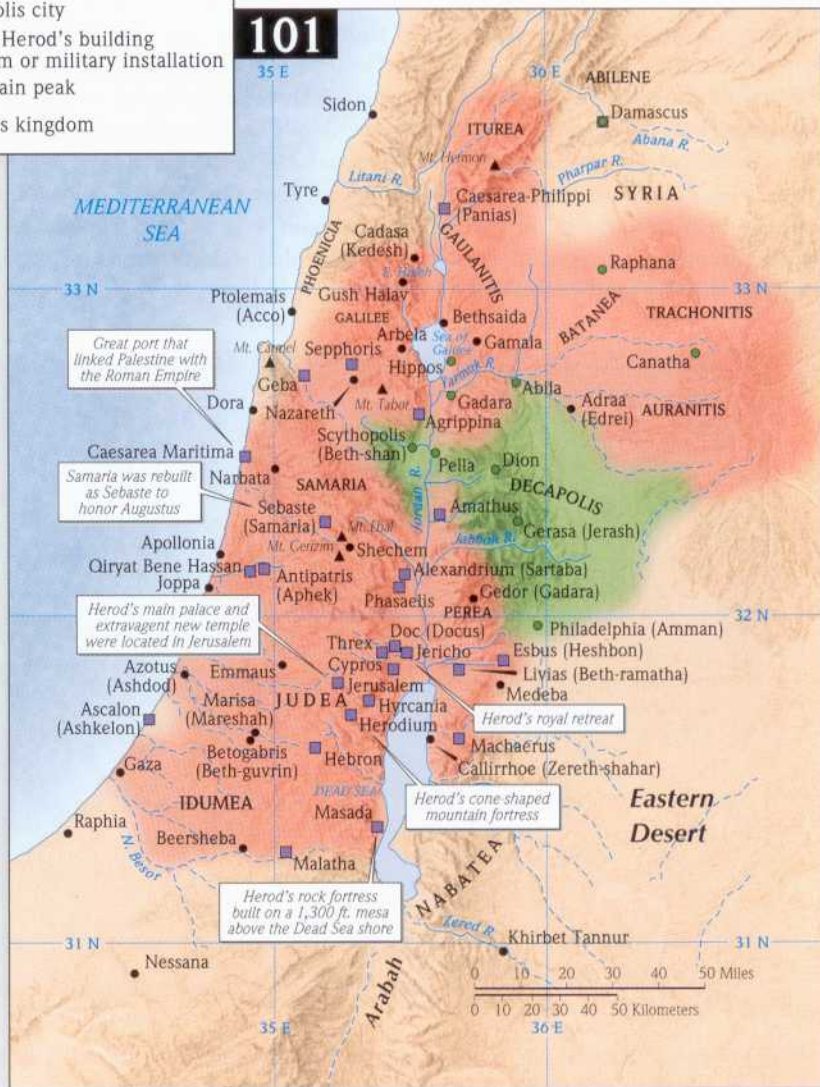 olis city
Herod's building
m or military installation
ain peak
s kingdom
101
35 E
36 E
ABILENE
Sidon
Damascus
ITUREA
Abana R.
Mt. Hermon
Litani R.
Pharpar R.
Tyre
SYRIA
MEDITERRANEAN
SEA
Caesarea-Philippi
(Panias)
PHOENICIA
Cadasa
(Kedesh)
GAULANITIS
Raphana
L. Huleh
33 N
33 N
Gush Halav
Ptolemais
(Acco)
BATANEA
TRACHONITIS
GALILEE
Bethsaida
Great port that
linked Palestine with
the Roman Empire
Arbela
Sea of
Galilee
Gamala
Mt. Carmel
Sepphoris
Hippos
Canatha
Geba
Yarmuk R.
Abila
Dora
Nazareth
Mt. Tabor
Gadara
Adraa
(Edrei)
AURANITIS
Agrippina
Scythopolis
(Beth-shan)
Caesarea Maritima
Pella
Dion
Narbata
Samaria was rebuilt
as Sebaste to
honor Augustus
SAMARIA
Jordan R.
DECAPOLIS
Sebaste
(Samaria)
Amathus
Mt. Ebal
Gerasa (Jerash)
Mt. Gerizim
Shechem
Jabbok R.
Apollonia
Qiryat Bene Hassan
Antipatris
(Aphek)
Alexandrium (Sartaba)
Joppa
Phasaelis
Gedor (Gadara)
PEREA
32 N
Herod's main palace and
extravagent new temple
were located in Jerusalem
Doc (Docus)
Philadelphia (Amman)
Threx
Jericho
Esbus (Heshbon)
Cypros
Azotus
(Ashdod)
Emmaus
Livias (Beth-ramatha)
Jerusalem
Medeba
JUDEA
Marisa
(Mareshah)
Hyrcania
Ascalon
(Ashkelon)
Herodium
Herod's royal retreat
Betogabris
(Beth-guvrin)
Hebron
Machaerus
Gaza
Callirrhoe (Zereth-shahar)
DEAD SEA
IDUMEA
Herod's cone-shaped
mountain fortress
Eastern
Desert
Masada
Raphia
Beersheba
N. Besor
Malatha
NABATEA
Herod's rock fortress
built on a 1,300 ft. mesa
above the Dead Sea shore
Zered R.
Khirbet Tannur
31 N
31 N
Nessana
Arabah
0 10 20 30 40 50 Miles
0 10 20 30 40 50 Kilometers
35 E
36 E